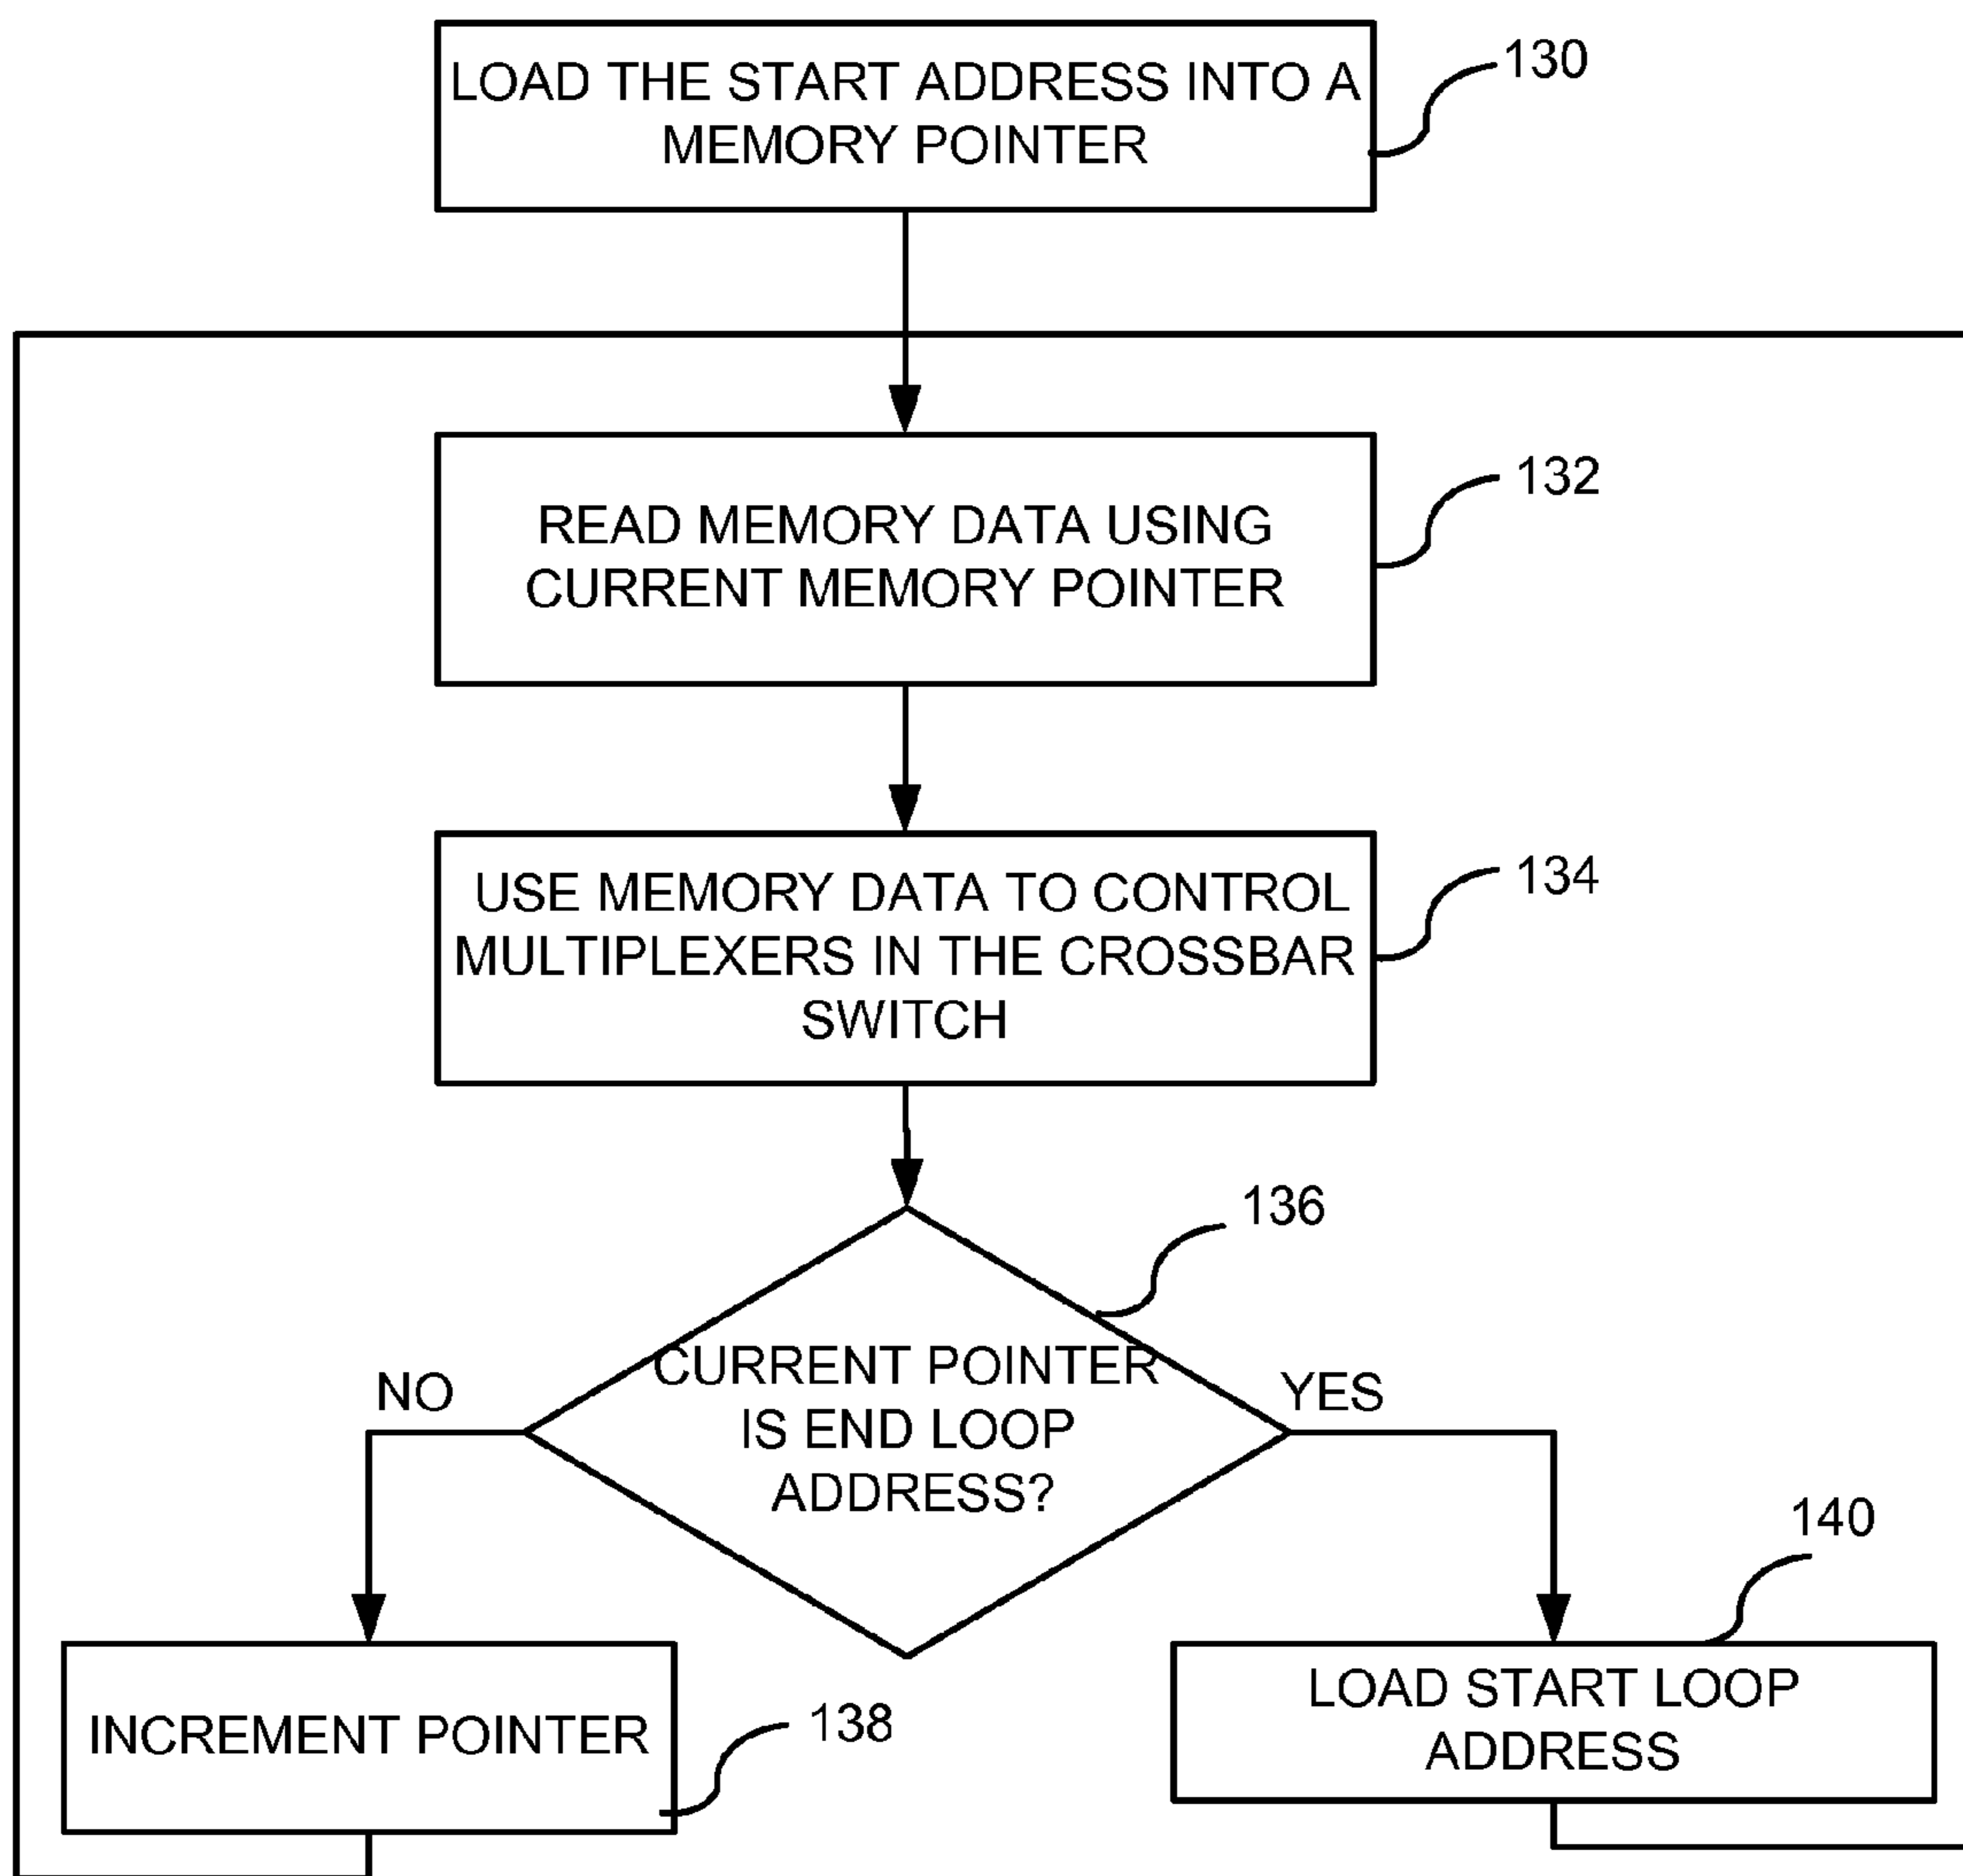 LOAD THE START ADDRESS INTO A
MEMORY POINTER
130
READ MEMORY DATA USING
CURRENT MEMORY POINTER
132
USE MEMORY DATA TO CONTROL
MULTIPLEXERS IN THE CROSSBAR
SWITCH
134
136
CURRENT POINTER
IS END LOOP
ADDRESS?
NO
YES
INCREMENT POINTER
138
140
LOAD START LOOP
ADDRESS